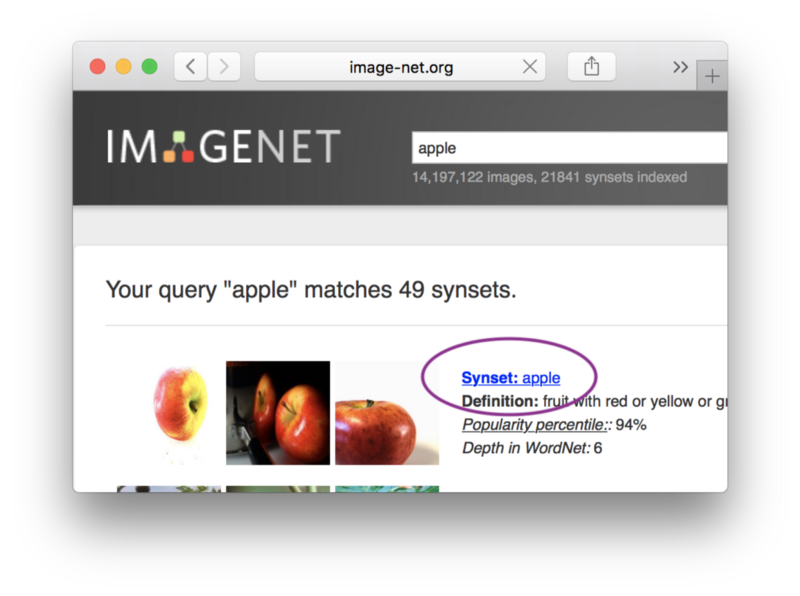 image-net.org
IMAGENET
apple
14,197,122 images, 21841 synsets indexed
Your query "apple" matches 49 synsets.
Synset: apple
Definition: fruit with red or yellow or gr
Popularity percentile:: 94%
Depth in WordNet: 6